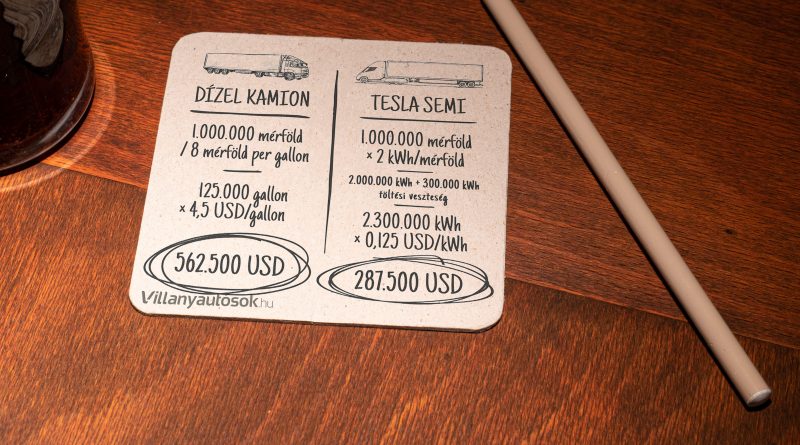 DÍZEL KAMION
1.000.000 mérföld
/ 8 mérföld per gallon
125.000 gallon
× 4,5 USD/gallon
562.500 USD
Villanyautósok.hu
TESLA SEMI
1.000.000 mérföld
× 2 kWh/mérföld
2.000.000 kWh + 300.000 kWh
töltési veszteség
2.300.000 kWh
× 0,125 USD/kWh
287.500 USD